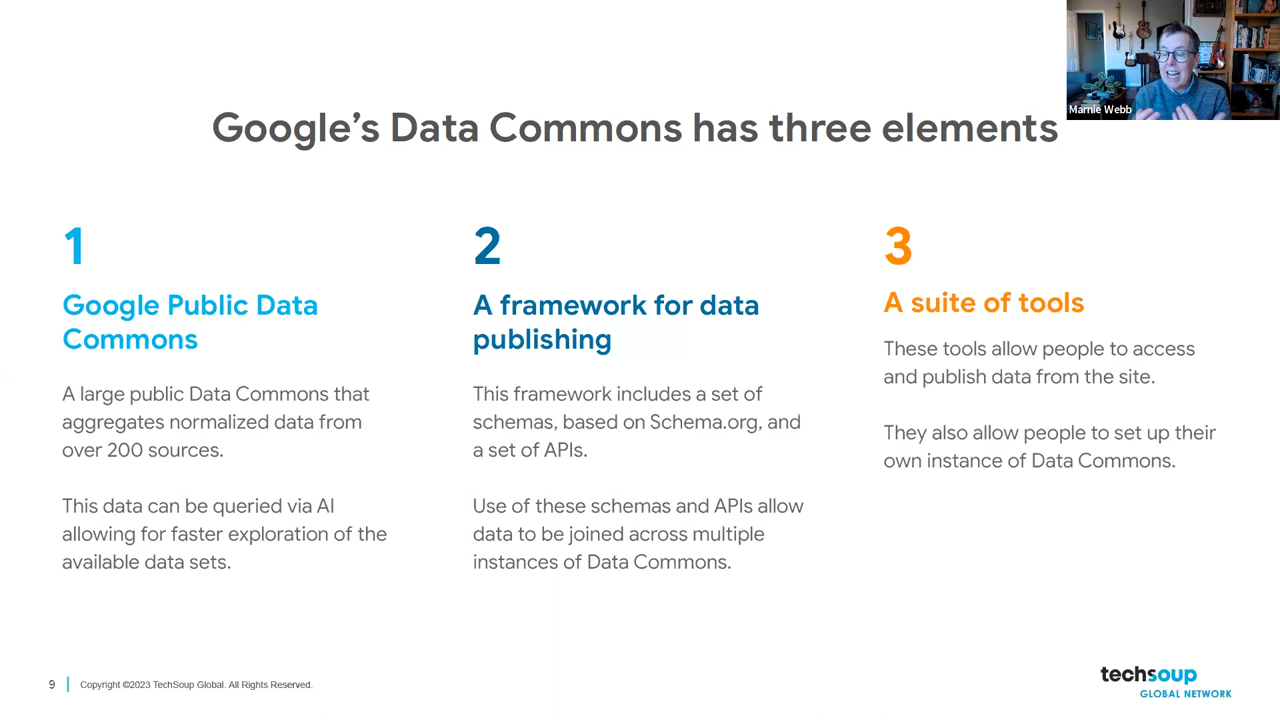 Marnie Webb
Google's Data Commons has three elements
1
Google Public Data
Commons
A large public Data Commons that
aggregates normalized data from
over 200 sources.
This data can be queried via AI
allowing for faster exploration of the
available data sets.
2
A framework for data
publishing
This framework includes a set of
schemas, based on Schema.org, and
a set of APIs.
Use of these schemas and APIs allow
data to be joined across multiple
instances of Data Commons.
3
A suite of tools
These tools allow people to access
and publish data from the site.
They also allow people to set up their
own instance of Data Commons.
9
Copyright ©2023 TechSoup Global. All Rights Reserved.
techsoup
GLOBAL NETWORK